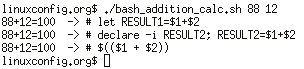 linuxconfig.org$ ./bash_addition_calc.sh 88 12
88+12=100  -> # let RESULT1=$1+$2
88+12=100  -> # declare -i RESULT2; RESULT2=$1+$2
88+12=100  -> # $(($1 + $2))
linuxconfig.org$